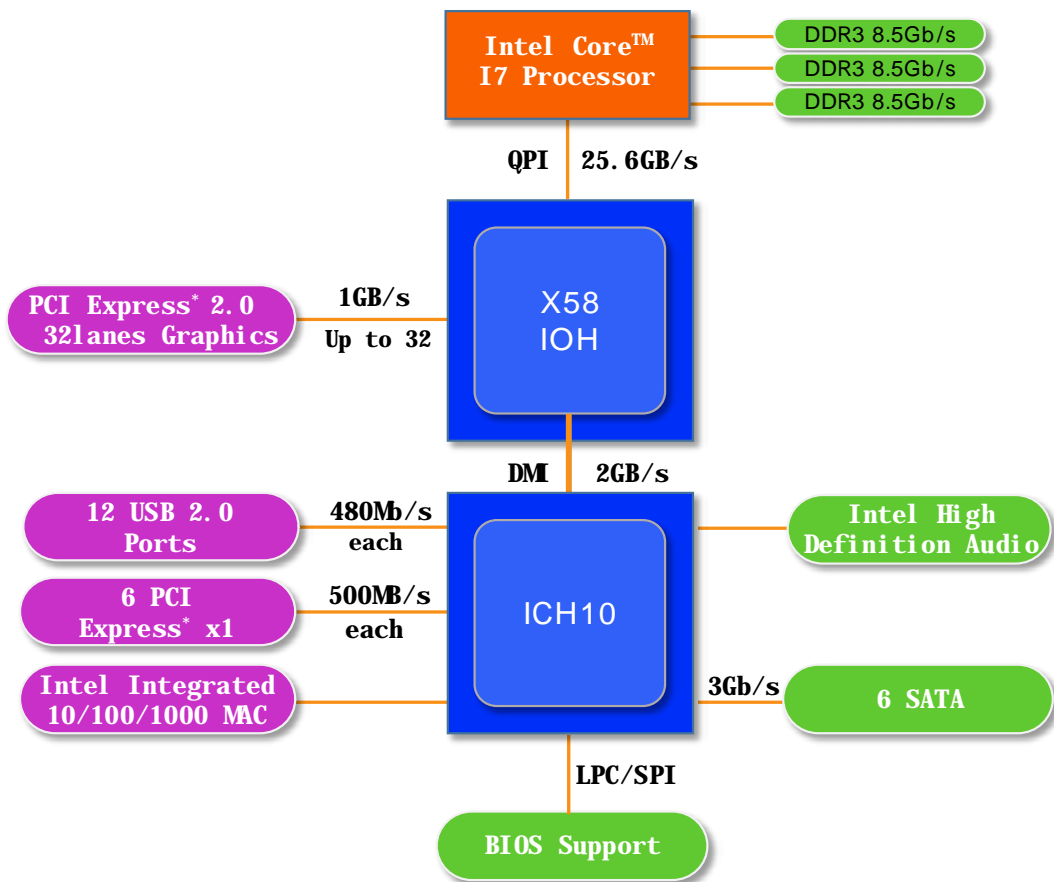 Intel Core™
I7 Processor
DDR3 8.5Gb/s
DDR3 8.5Gb/s
DDR3 8.5Gb/s
QPI 25.6GB/s
X58
IOH
PCI Express* 2.0
32lanes Graphics
1GB/s
Up to 32
DMI 2GB/s
12 USB 2.0
Ports
480Mb/s
each
6 PCI
Express* x1
500MB/s
each
Intel Integrated
10/100/1000 MAC
ICH10
Intel High
Definition Audio
3Gb/s
6 SATA
LPC/SPI
BIOS Support